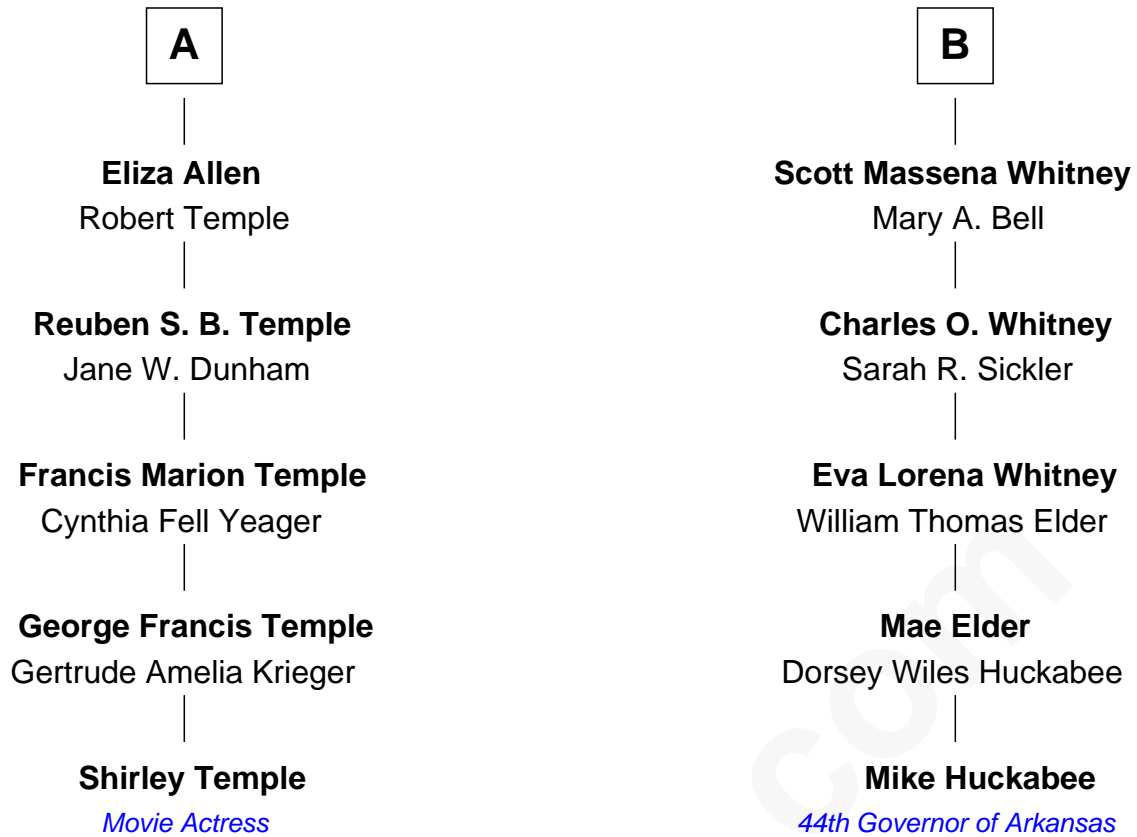 A
Eliza Allen
Robert Temple
Reuben S. B. Temple
Jane W. Dunham
Francis Marion Temple
Cynthia Fell Yeager
George Francis Temple
Gertrude Amelia Krieger
Shirley Temple
Movie Actress
B
Scott Massena Whitney
Mary A. Bell
Charles O. Whitney
Sarah R. Sickler
Eva Lorena Whitney
William Thomas Elder
Mae Elder
Dorsey Wiles Huckabee
Mike Huckabee
44th Governor of Arkansas
com